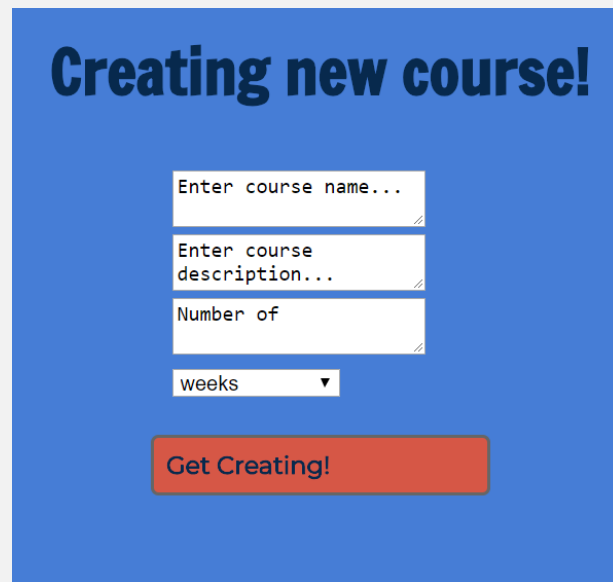 Creating new course!
Enter course name...
Enter course
description...
Number of
weeks
Get Creating!